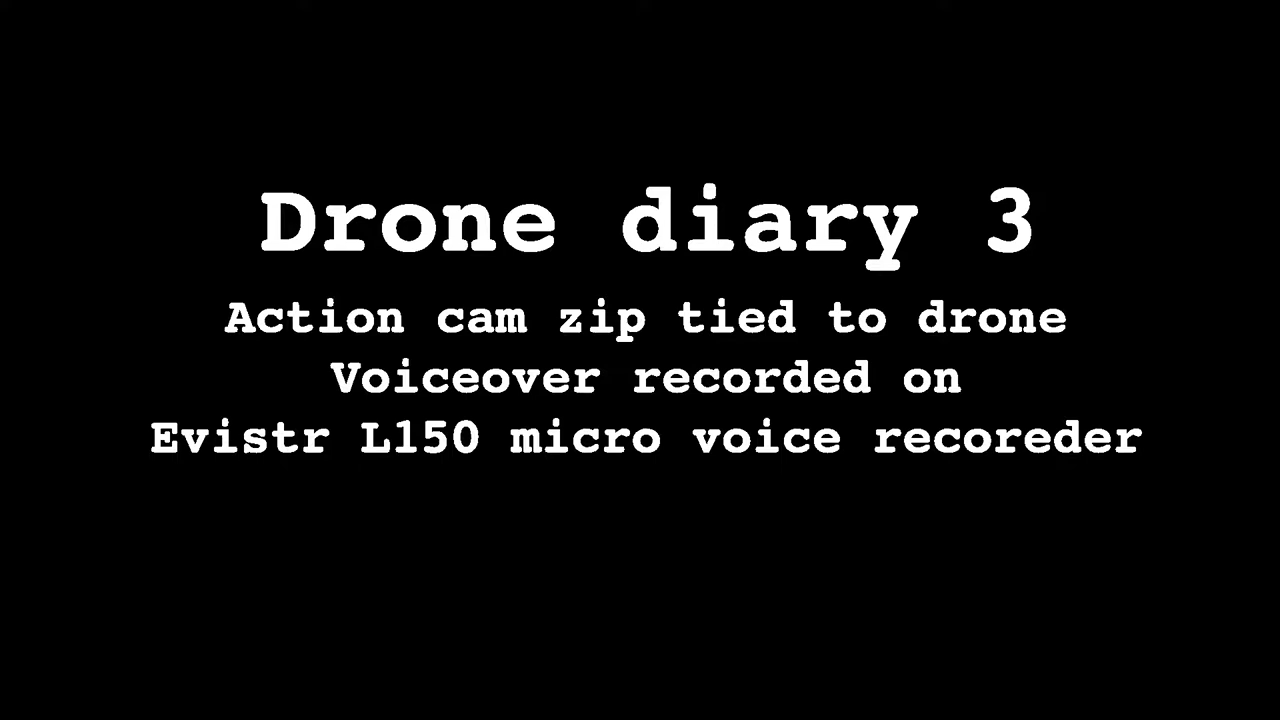 Drone diary 3
Action cam zip tied to drone
Voiceover recorded on
Evistr L150 micro voice recoreder